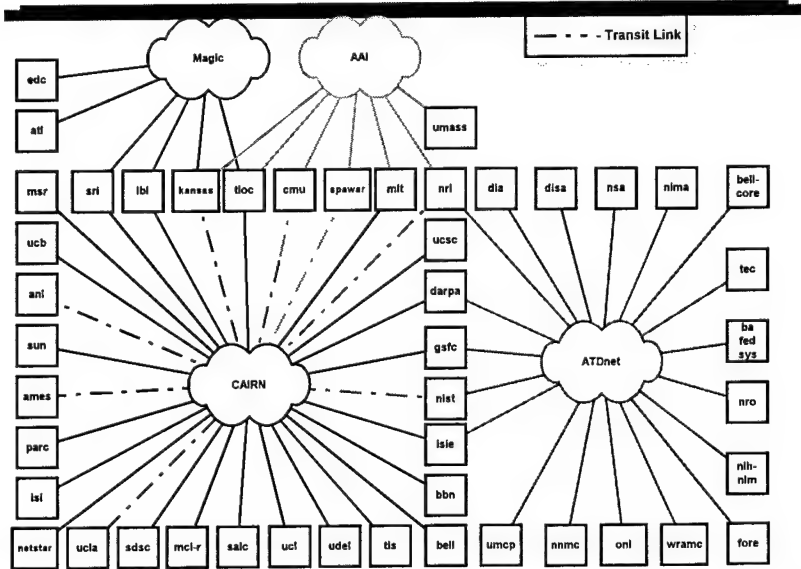 Transit Link
Magic
AAI
edc
atl
umass
msr
sri
lbl
kansas
tioc
cmu
spawar
mit
nrl
dia
disa
nsa
nima
bell-
core
ucb
ucsc
anl
darpa
tec
sun
gsfc
ba
fed
sys
CAIRN
ATDnet
ames
nist
nro
parc
isie
isi
bbn
nih-
nlm
netstar
ucla
sdsc
mci-r
saic
ucl
udel
tis
bell
umcp
nnmc
onl
wramc
fore